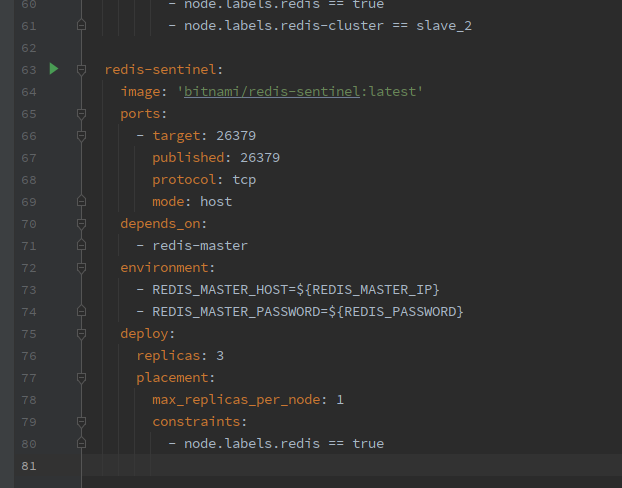 60 - node.labels.redis == true
61 - node.labels.redis-cluster == slave_2
62
63 redis-sentinel:
64 image: 'bitnami/redis-sentinel:latest'
65 ports:
66 - target: 26379
67 published: 26379
68 protocol: tcp
69 mode: host
70 depends_on:
71 - redis-master
72 environment:
73 - REDIS_MASTER_HOST=${REDIS_MASTER_IP}
74 - REDIS_MASTER_PASSWORD=${REDIS_PASSWORD}
75 deploy:
76 replicas: 3
77 placement:
78 max_replicas_per_node: 1
79 constraints:
80 - node.labels.redis == true
81